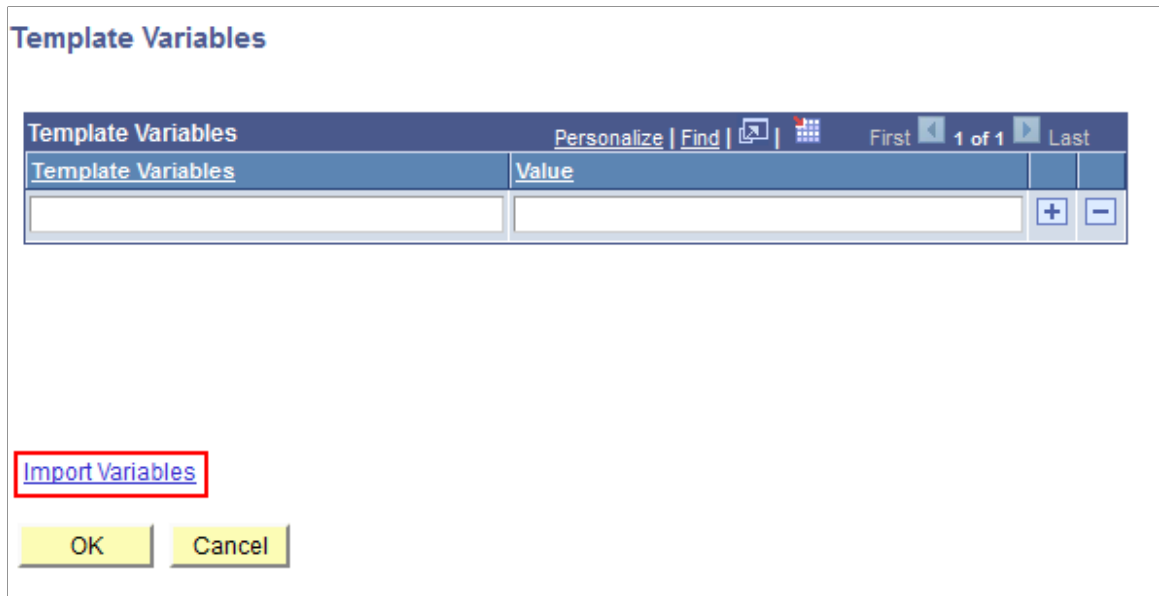 Template Variables
Template Variables Personalize | Find | | First 1 of 1 Last
Template Variables Value
Import Variables
OK Cancel